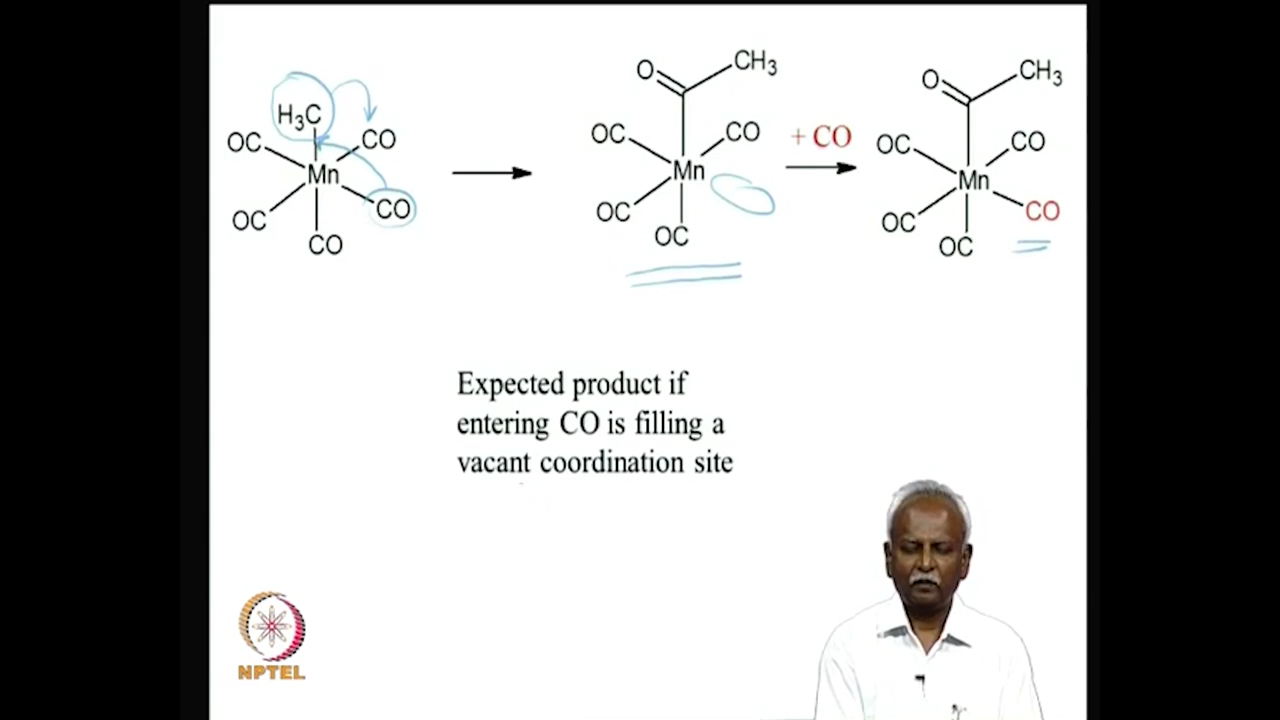 H₃C
OC
CO
Mn
OC
CO
CO
O
CH₃
OC
CO
Mn
OC
OC
+ CO
O
CH₃
OC
CO
Mn
OC
CO
OC
Expected product if
entering CO is filling a
vacant coordination site
NPTEL